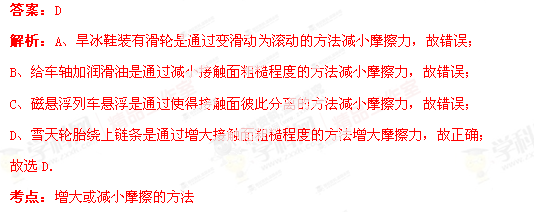 答案：D
解析：A、旱冰鞋装有滑轮是通过变滑动为滚动的方法减小摩擦力，故错误；
B、给车轴加润滑油是通过减小接触面粗糙程度的方法减小摩擦力，故错误；
C、磁悬浮列车悬浮是通过使得接触面彼此分离的方法减小摩擦力，故错误；
D、雪天轮胎绕上链条是通过增大接触面粗糙程度的方法增大摩擦力，故正确；
故选 D．
考点：增大或减小摩擦的方法